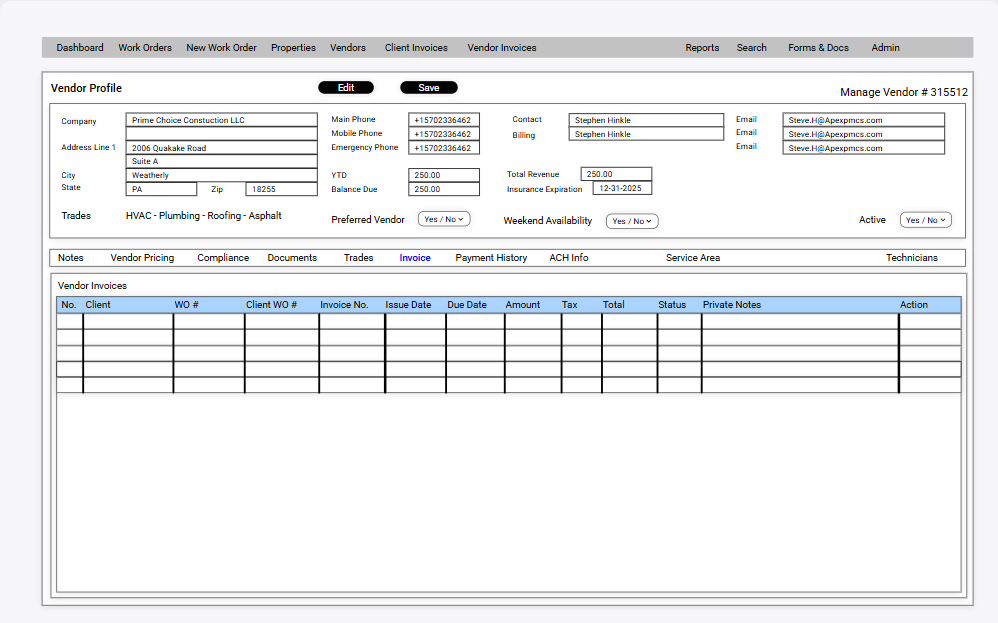 Dashboard Work Orders New Work Order Properties Vendors Client Invoices Vendor Invoices Reports Search Forms & Docs Admin
Vendor Profile Edit Save Manage Vendor # 315512
Company Prime Choice Constuction LLC Main Phone +15702336462 Contact Stephen Hinkle Email Steve.H@Apexpmcs.com
Mobile Phone +15702336462 Billing Stephen Hinkle Email Steve.H@Apexpmcs.com
Address Line 1 2006 Quakake Road Emergency Phone +15702336462 Email Steve.H@Apexpmcs.com
Suite A
City Weatherly YTD 250.00 Total Revenue 250.00
State PA Zip 18255 Balance Due 250.00 Insurance Expiration 12-31-2025
Trades HVAC - Plumbing - Roofing - Asphalt Preferred Vendor Yes / No Weekend Availability Yes / No Active Yes / No
Notes Vendor Pricing Compliance Documents Trades Invoice Payment History ACH Info Service Area Technicians
Vendor Invoices
No. Client WO # Client WO # Invoice No. Issue Date Due Date Amount Tax Total Status Private Notes Action